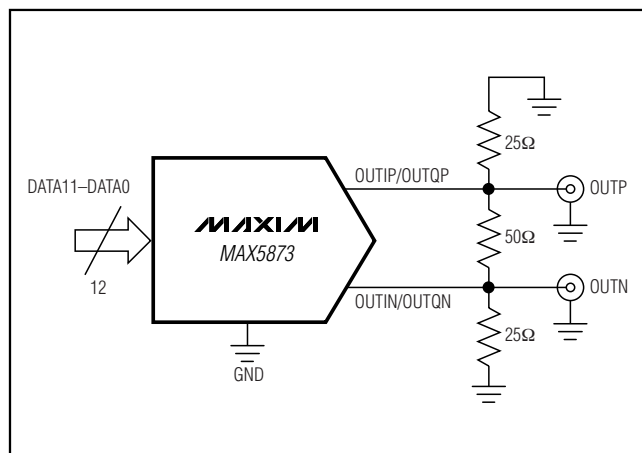 25Ω
OUTIP/OUTQP
OUTP
DATA11–DATA0
MAXIM
MAX5873
50Ω
12
OUTIN/OUTQN
OUTN
25Ω
GND